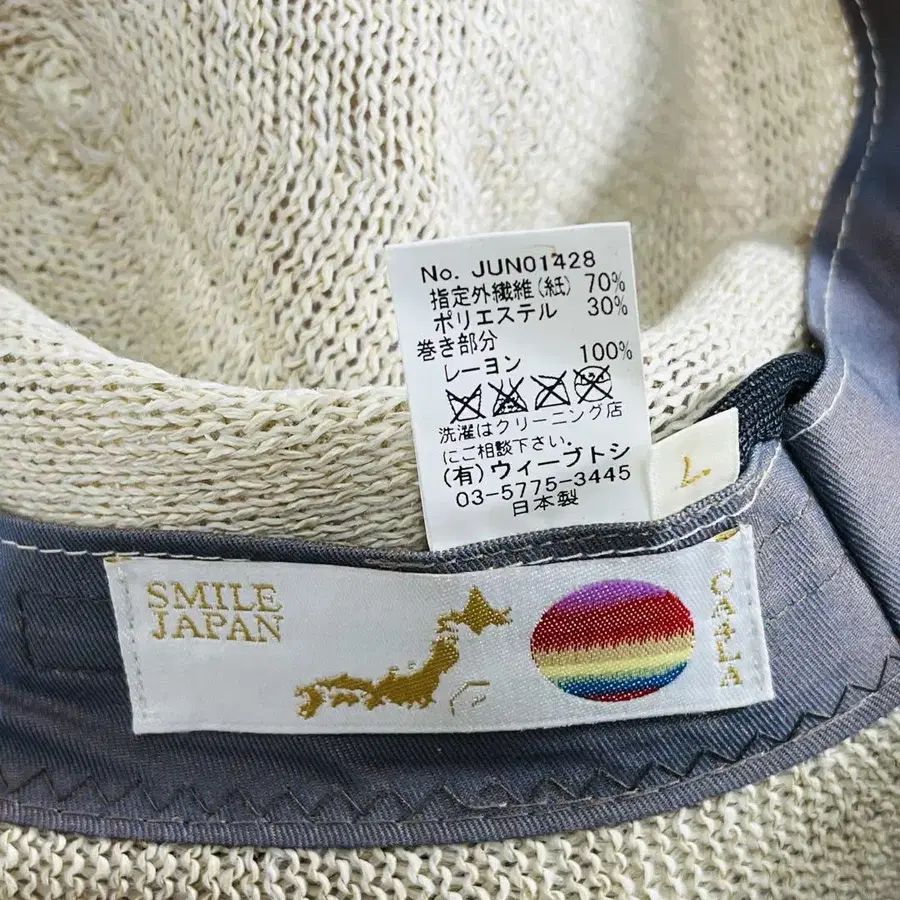 No. JUN01428
指定外繊維(紙) 70%
ポリエステル 30%
巻き部分
レーヨン 100%
洗濯はクリーニング店
にご相談下さい。
(有)ウィーブトシ
03-5775-3445
日本製
L
SMILE
JAPAN
CA4LA